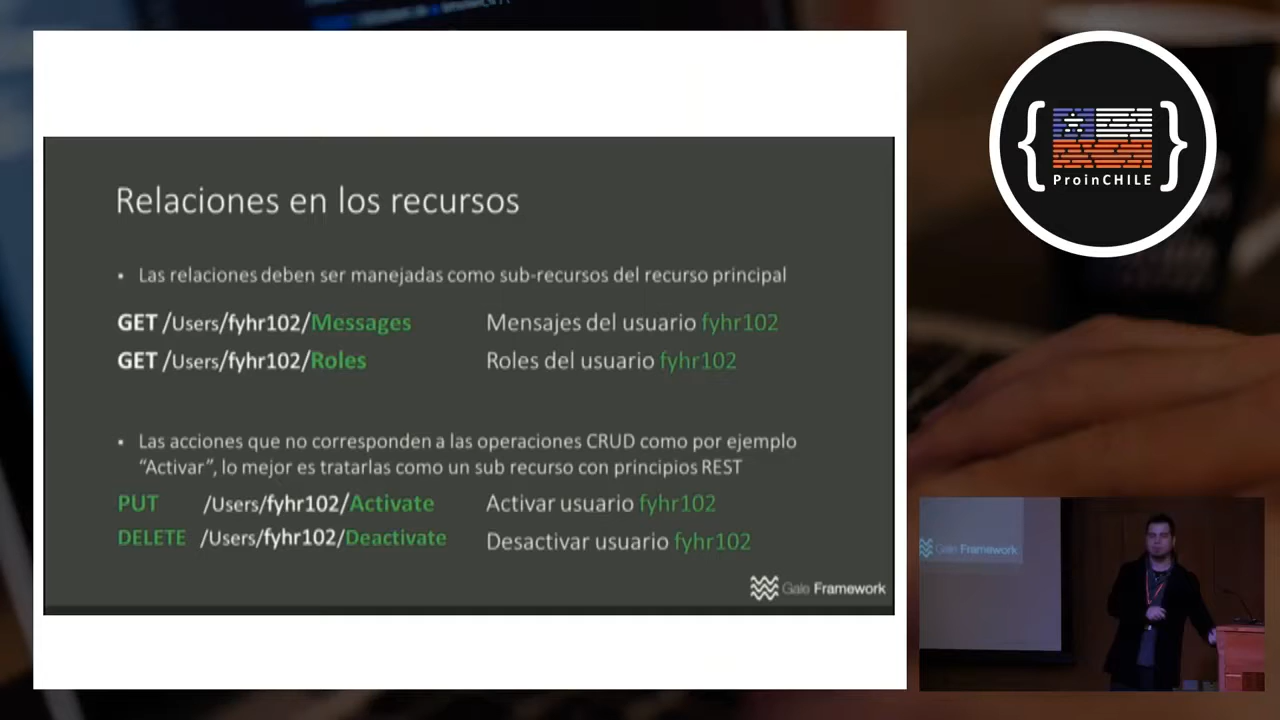 Relaciones en los recursos
• Las relaciones deben ser manejadas como sub-recursos del recurso principal
GET /Users/fyhr102/Messages Mensajes del usuario fyhr102
GET /Users/fyhr102/Roles Roles del usuario fyhr102
• Las acciones que no corresponden a las operaciones CRUD como por ejemplo
“Activar”, lo mejor es tratarlas como un sub recurso con principios REST
PUT /Users/fyhr102/Activate Activar usuario fyhr102
DELETE /Users/fyhr102/Deactivate Desactivar usuario fyhr102
Gale Framework
{ }
ProinCHILE
Gale Framework